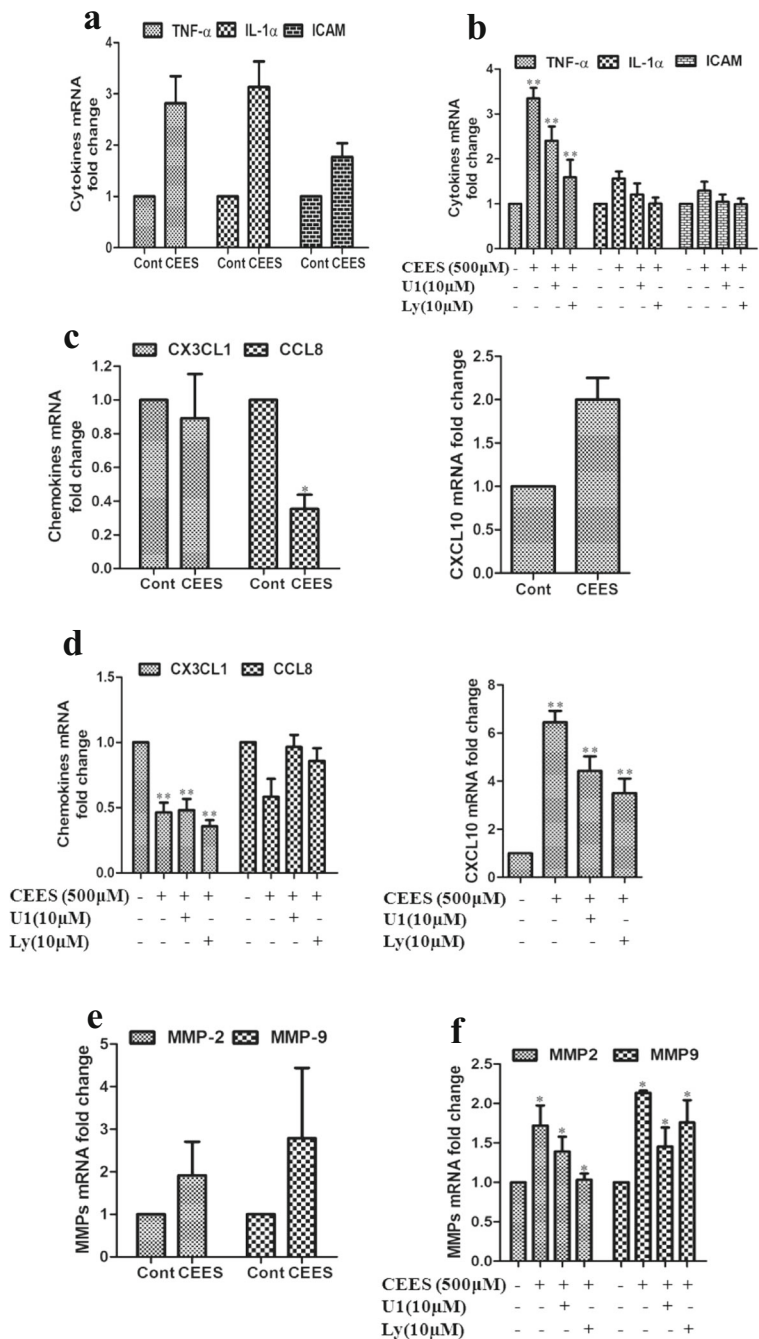 a
TNF-α IL-1α ICAM
Cytokines mRNA
fold change
4
3
2
1
0
Cont CEES Cont CEES Cont CEES
b
TNF-α IL-1α ICAM
Cytokines mRNA
fold change
4
3
2
1
0
** ** **
CEES (500μM) - + + + - + + + - + + +
U1(10μM) - - + - - - + - - - + -
Ly(10μM) - - - + - - - + - - - +
c
CX3CL1 CCL8
Chemokines mRNA
fold change
1.2
1.0
0.8
0.6
0.4
0.2
0.0
*
Cont CEES Cont CEES
CXCL10 mRNA fold change
2.5
2.0
1.5
1.0
0.5
0.0
Cont CEES
d
CX3CL1 CCL8
Chemokines mRNA
fold change
1.5
1.0
0.5
0.0
** ** **
CEES (500μM) - + + + - + + +
U1(10μM) - - + - - - + -
Ly(10μM) - - - + - - - +
CXCL10 mRNA fold change
8
6
4
2
0
** ** **
CEES (500μM) - + + +
U1(10μM) - - + -
Ly(10μM) - - - +
e
MMP-2 MMP-9
MMPs mRNA fold change
5
4
3
2
1
0
Cont CEES Cont CEES
f
MMP2 MMP9
MMPs mRNA fold change
2.5
2.0
1.5
1.0
0.5
0.0
* * * * * *
CEES (500μM) - + + + - + + +
U1(10μM) - - + - - - + -
Ly(10μM) - - - + - - - +